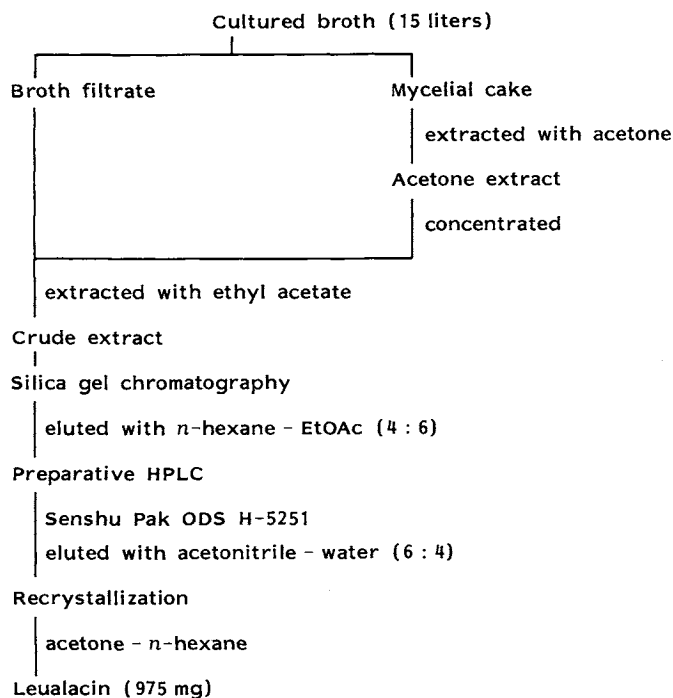 Cultured broth (15 liters)
Broth filtrate
Mycelial cake
extracted with acetone
Acetone extract
concentrated
extracted with ethyl acetate
Crude extract
Silica gel chromatography
eluted with n-hexane - EtOAc (4 : 6)
Preparative HPLC
Senshu Pak ODS H-5251
eluted with acetonitrile - water (6 : 4)
Recrystallization
acetone - n-hexane
Leualacin (975 mg)